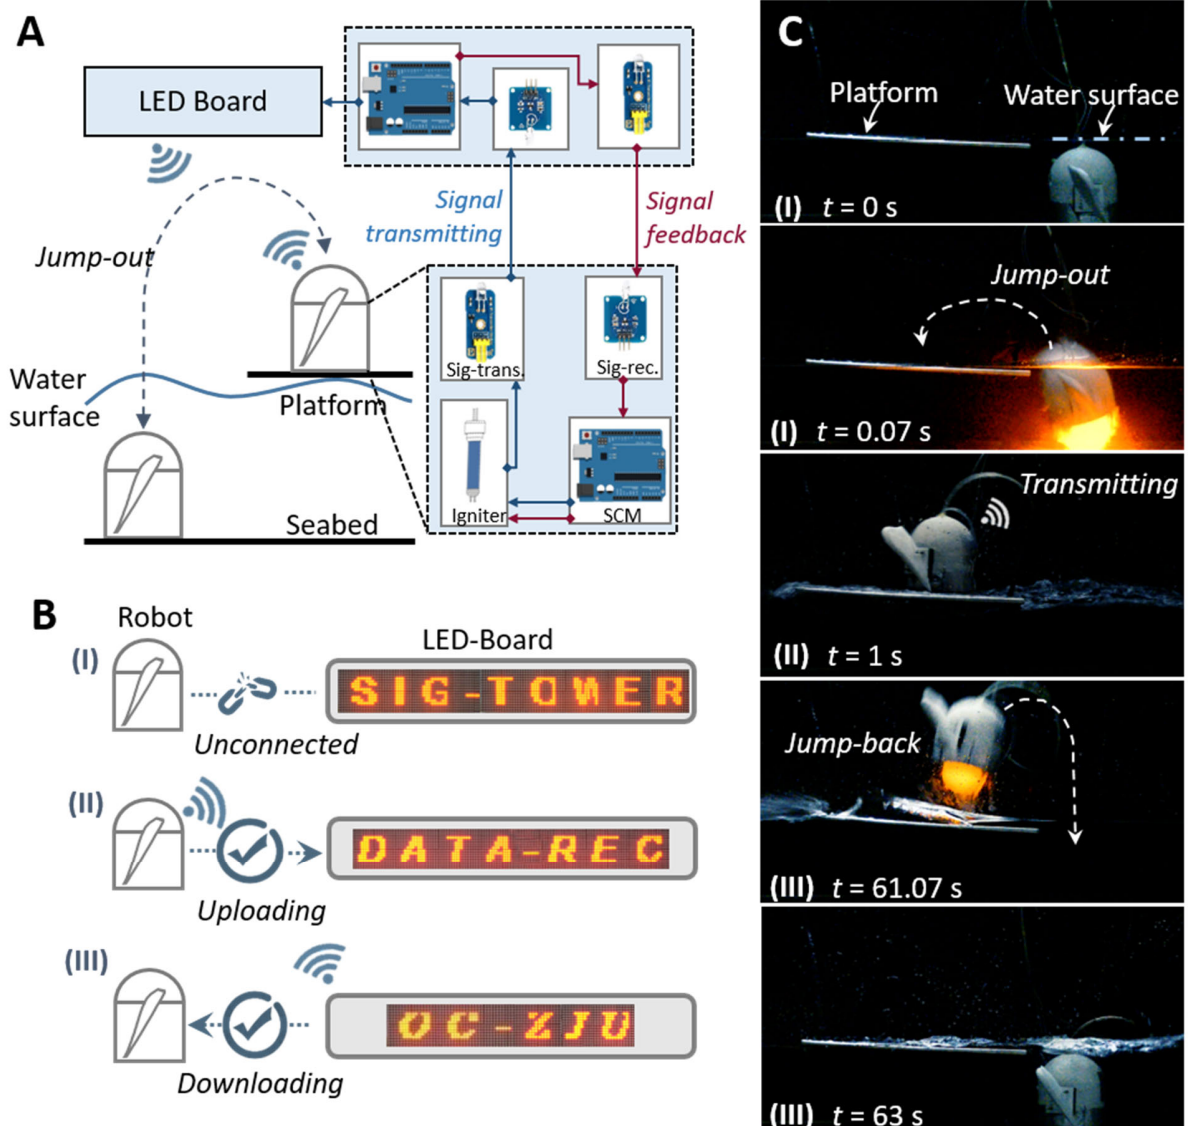 A
LED Board
Signal
transmitting
Signal
feedback
Jump-out
Water
surface
Platform
Seabed
Sig-trans.
Sig-rec.
Igniter
SCM
B
Robot
LED-Board
(I)
SIG-TOWER
Unconnected
(II)
DATA-REC
Uploading
(III)
OC-ZJU
Downloading
C
Platform
Water surface
(I) t = 0 s
Jump-out
(I) t = 0.07 s
Transmitting
(II) t = 1 s
Jump-back
(III) t = 61.07 s
(III) t = 63 s